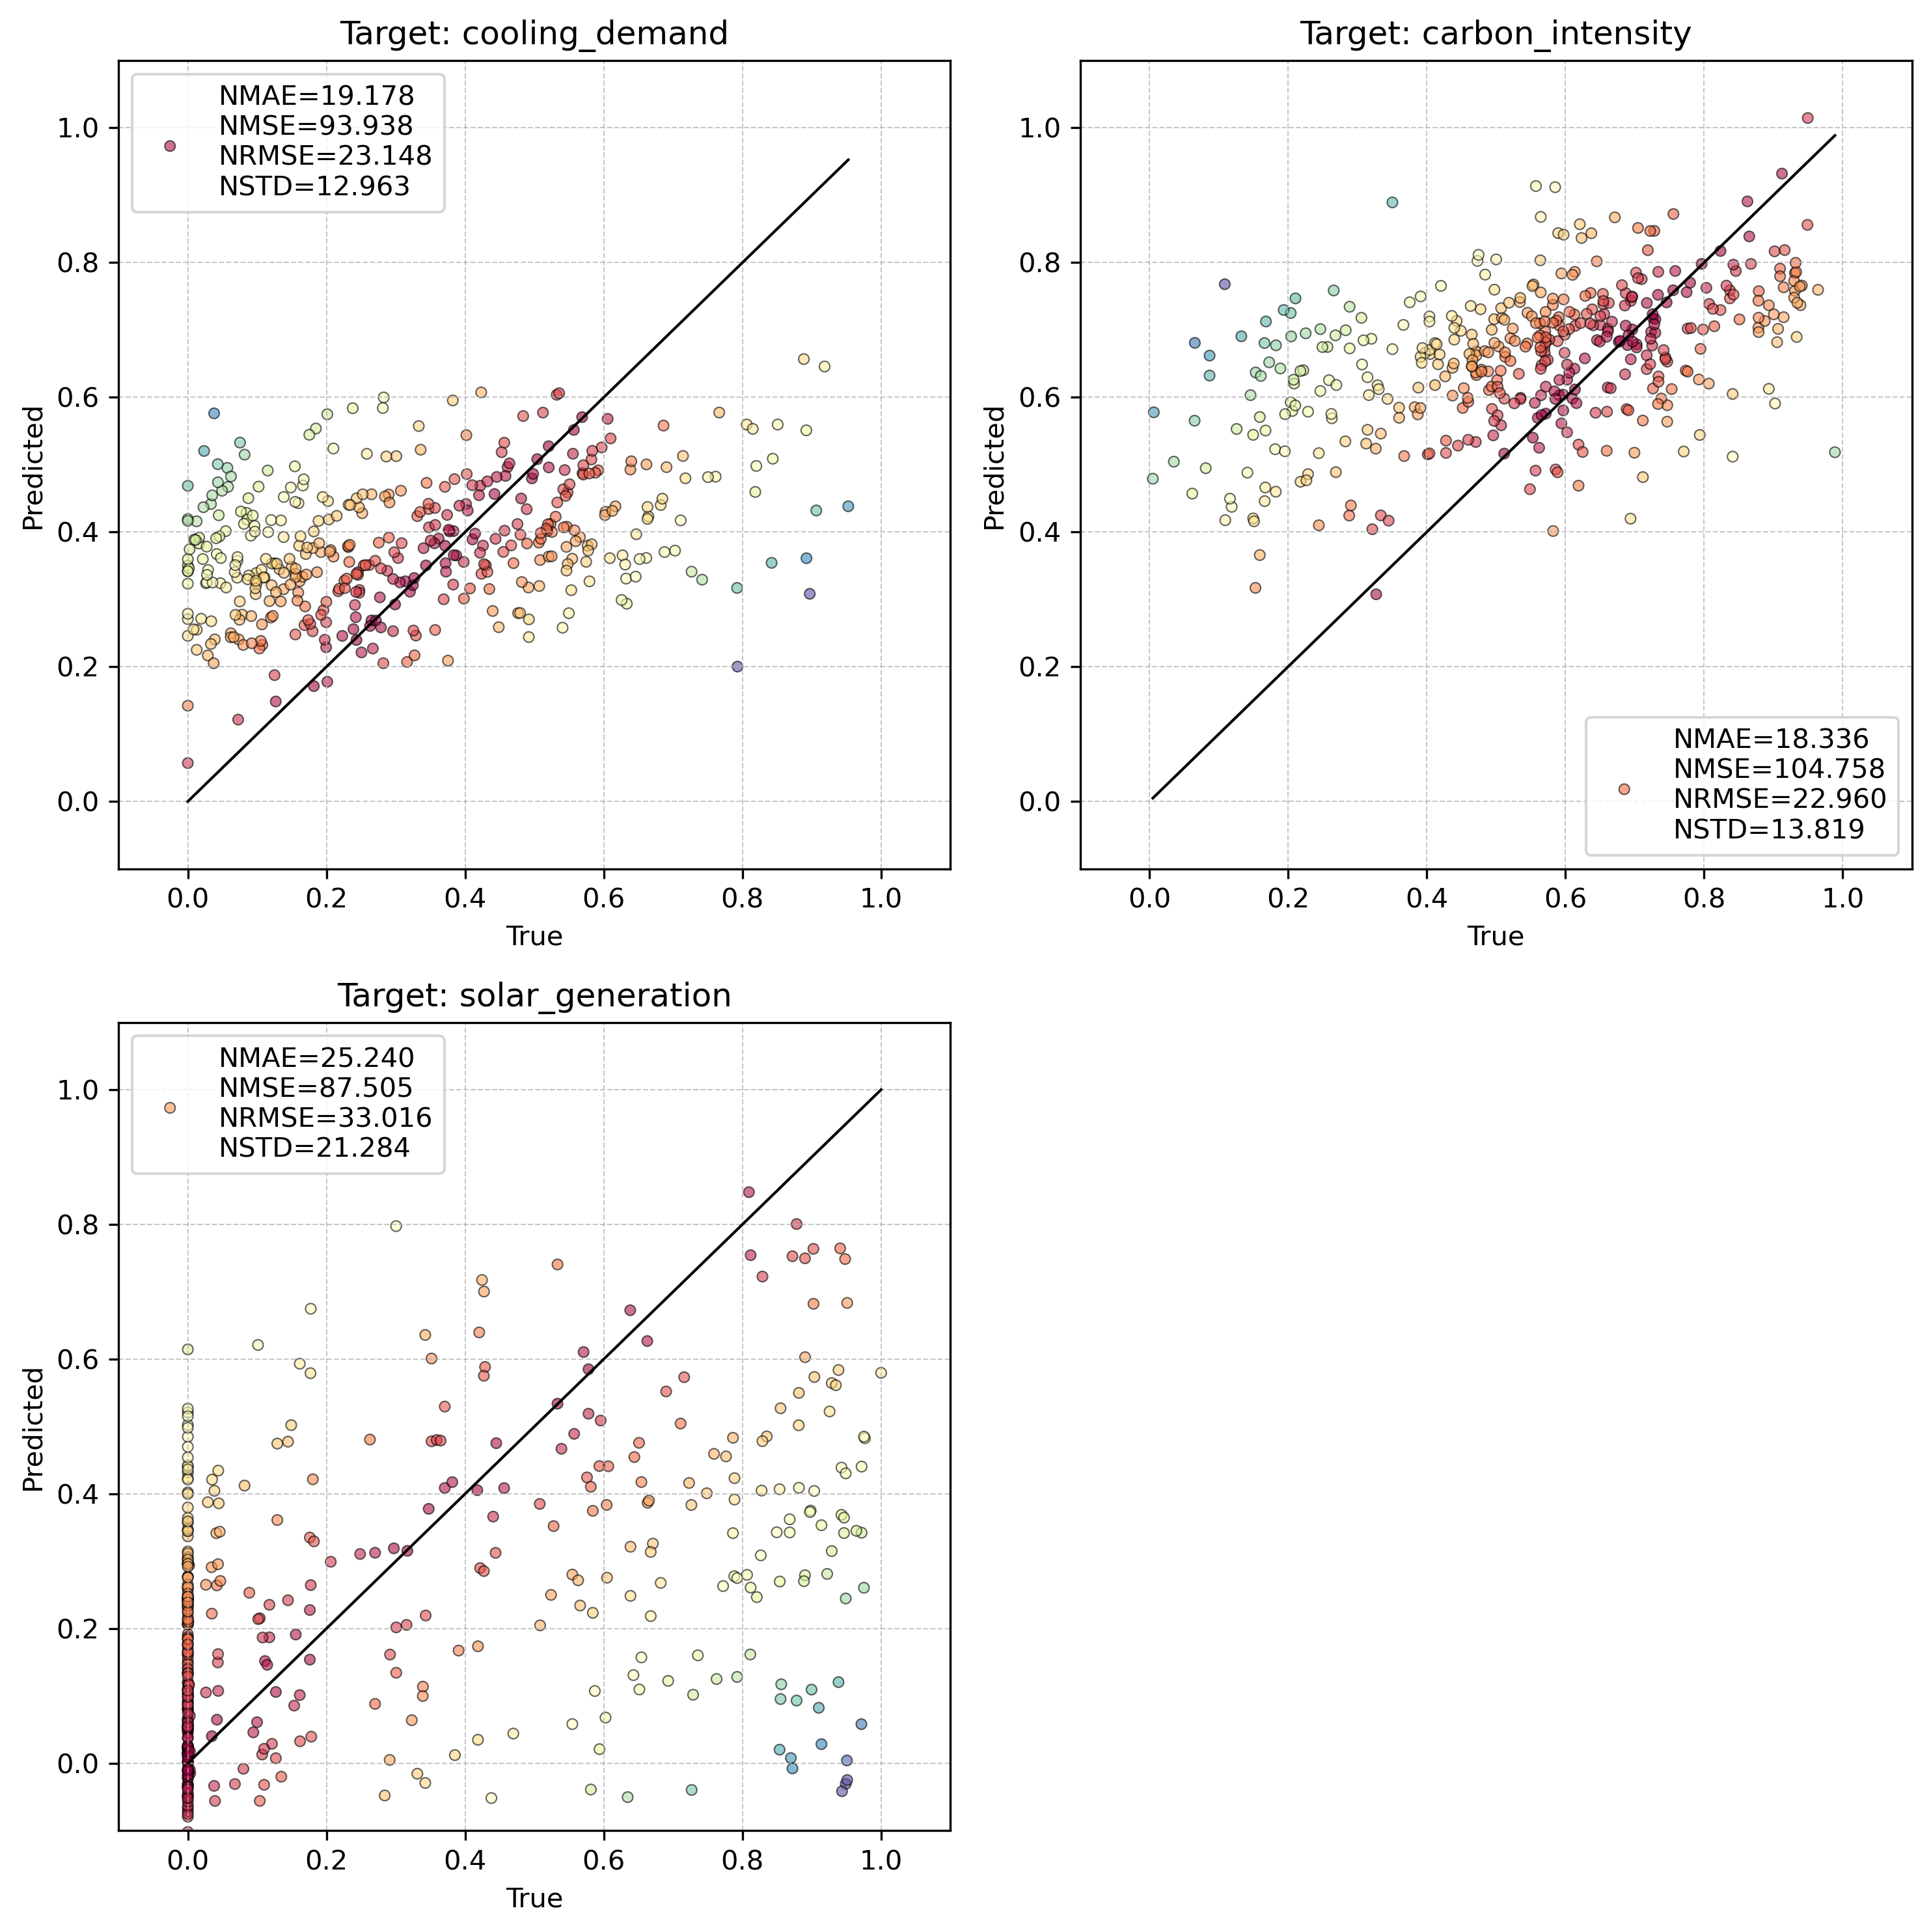 Target: cooling_demand
NMAE=19.178
NMSE=93.938
NRMSE=23.148
NSTD=12.963
Predicted
1.0
0.8
0.6
0.4
0.2
0.0
0.0 0.2 0.4 0.6 0.8 1.0
True
Target: carbon_intensity
Predicted
1.0
0.8
0.6
0.4
0.2
0.0
NMAE=18.336
NMSE=104.758
NRMSE=22.960
NSTD=13.819
0.0 0.2 0.4 0.6 0.8 1.0
True
Target: solar_generation
NMAE=25.240
NMSE=87.505
NRMSE=33.016
NSTD=21.284
Predicted
1.0
0.8
0.6
0.4
0.2
0.0
0.0 0.2 0.4 0.6 0.8 1.0
True